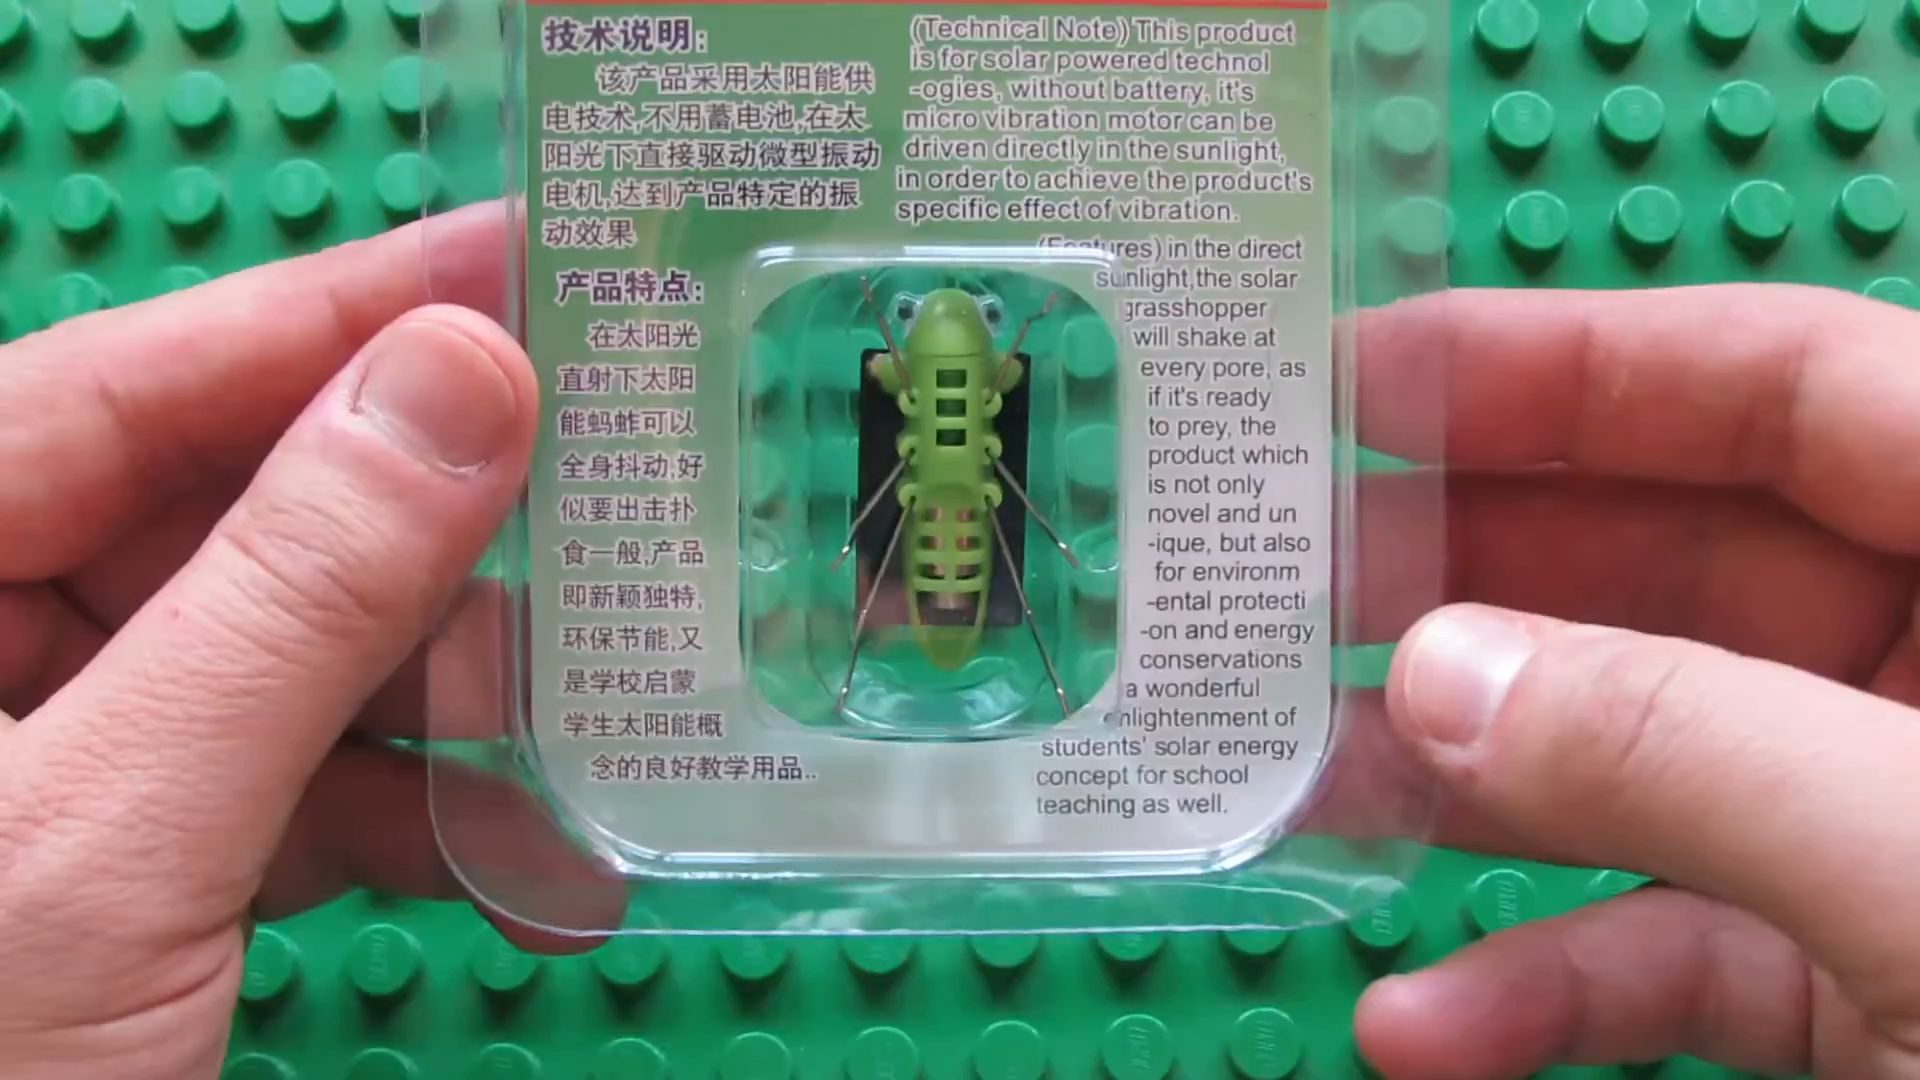 技术说明:
该产品采用太阳能供
电技术,不用蓄电池,在太
阳光下直接驱动微型振动
电机,达到产品特定的振
动效果
产品特点:
在太阳光
直射下太阳
能蚂蚱可以
全身抖动,好
似要出击扑
食一般,产品
即新颖独特,
环保节能,又
是学校启蒙
学生太阳能概
念的良好教学用品..
(Technical Note) This product
is for solar powered technol
-ogies, without battery, it's
micro vibration motor can be
driven directly in the sunlight,
in order to achieve the product's
specific effect of vibration.
(Features) in the direct
sunlight,the solar
grasshopper
will shake at
every pore, as
if it's ready
to prey, the
product which
is not only
novel and un
-ique, but also
for environm
-ental protecti
-on and energy
conservations
a wonderful
enlightenment of
students' solar energy
concept for school
teaching as well.